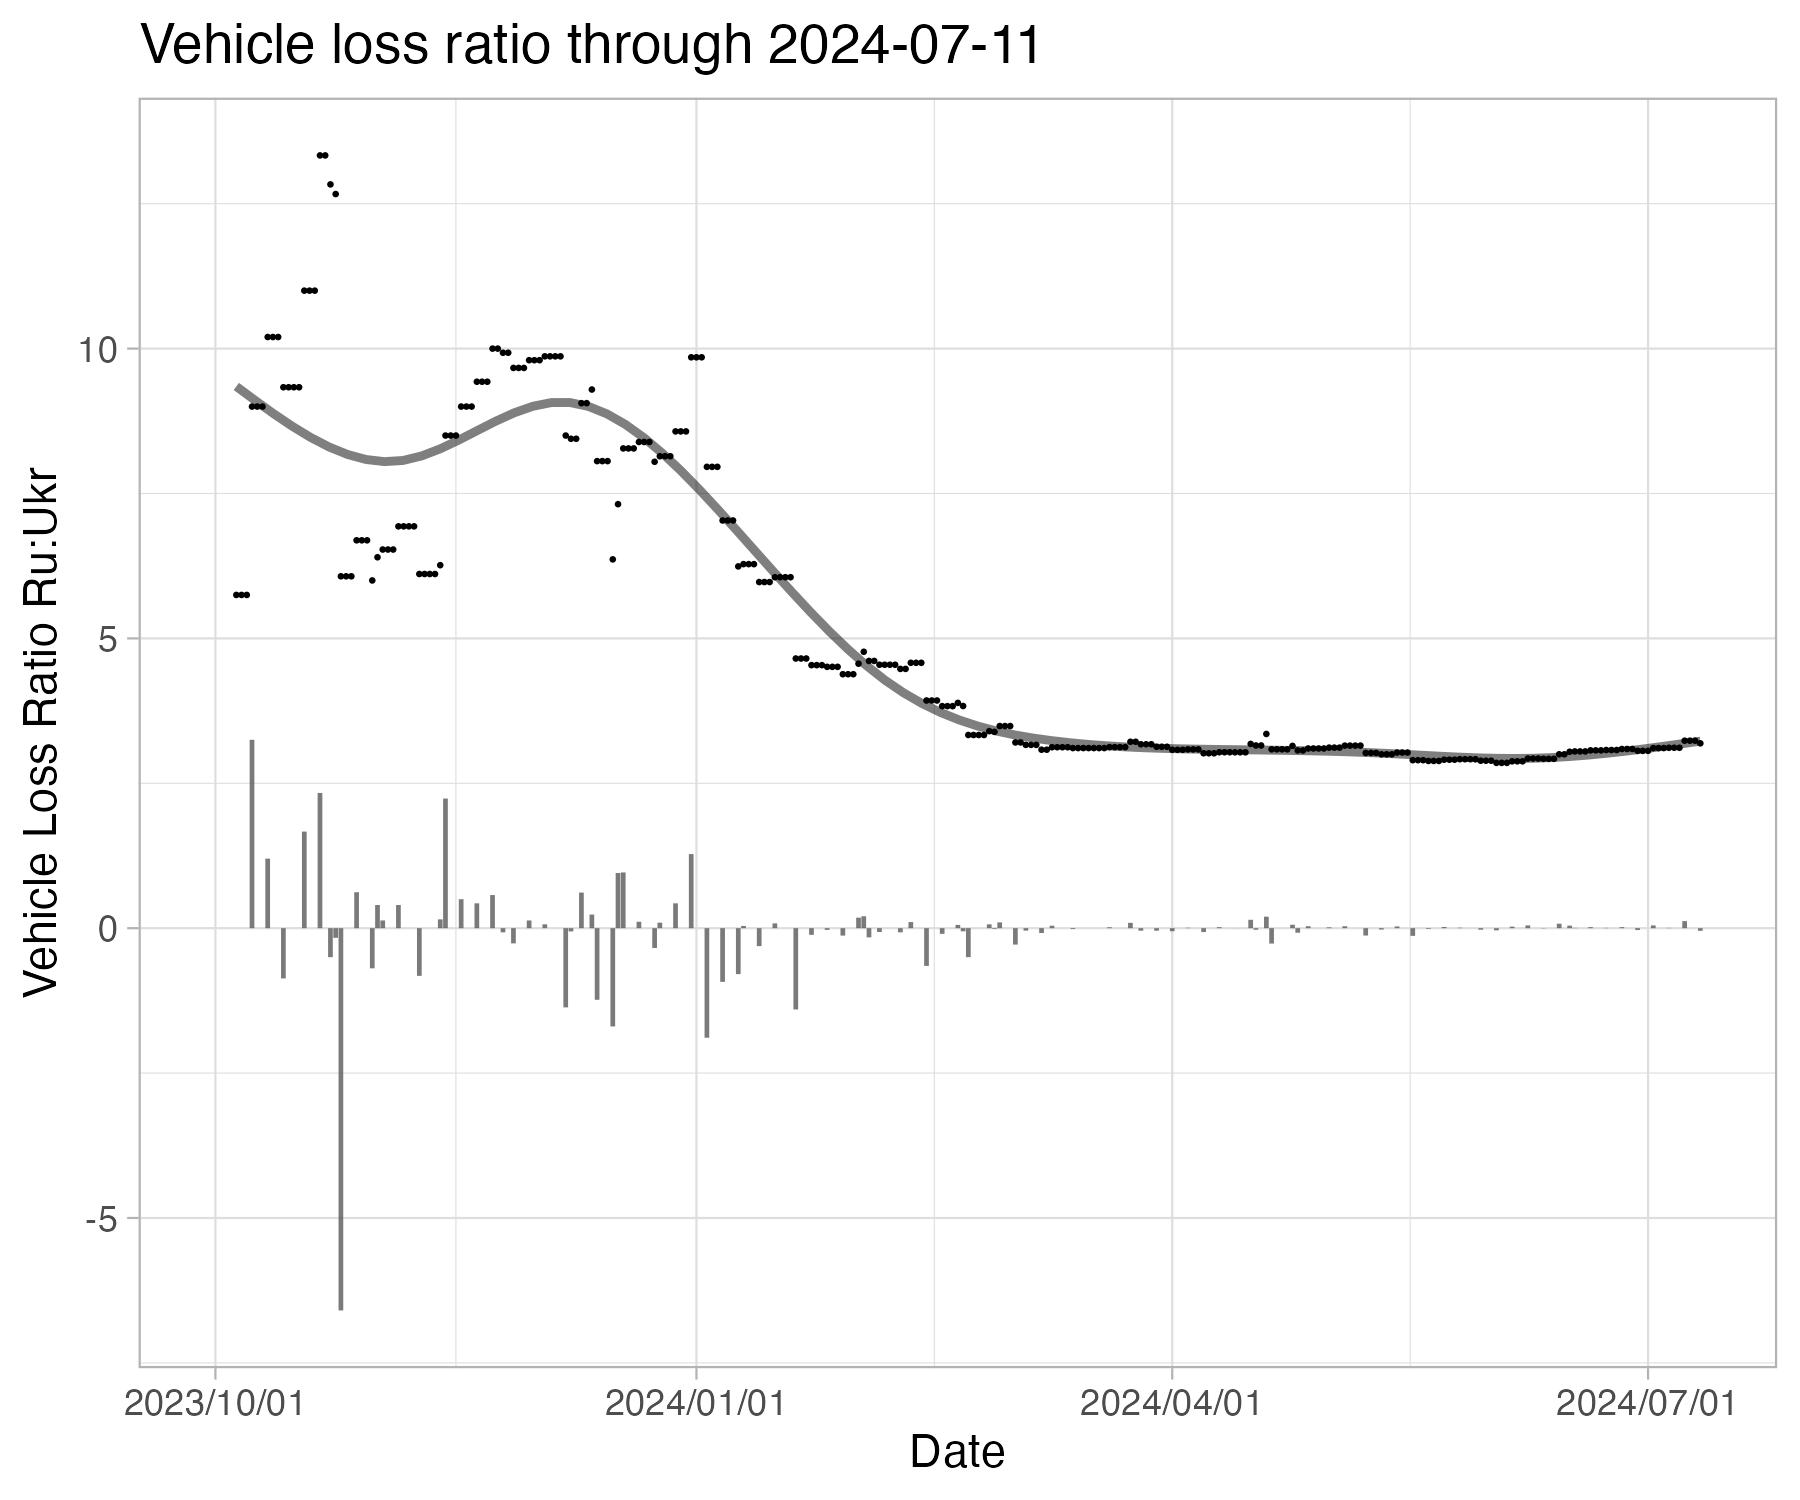 Vehicle loss ratio through 2024-07-11
Vehicle Loss Ratio Ru:Ukr
10
5
0
-5
2023/10/01
2024/01/01
2024/04/01
2024/07/01
Date